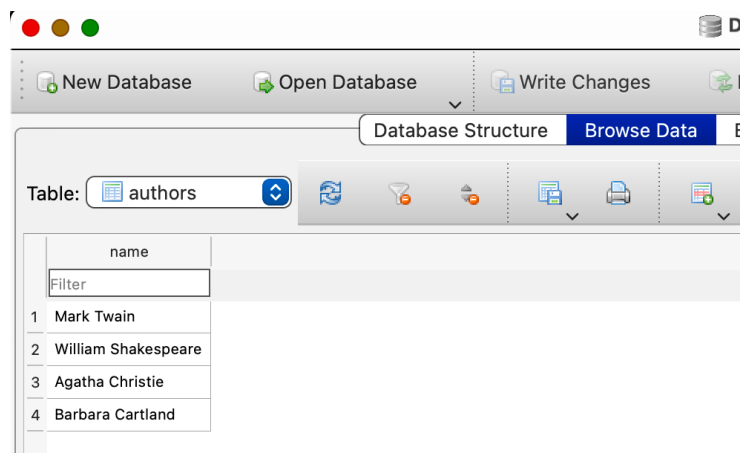 D
New Database Open Database Write Changes
Database Structure Browse Data E
Table: authors
name
Filter
1 Mark Twain
2 William Shakespeare
3 Agatha Christie
4 Barbara Cartland